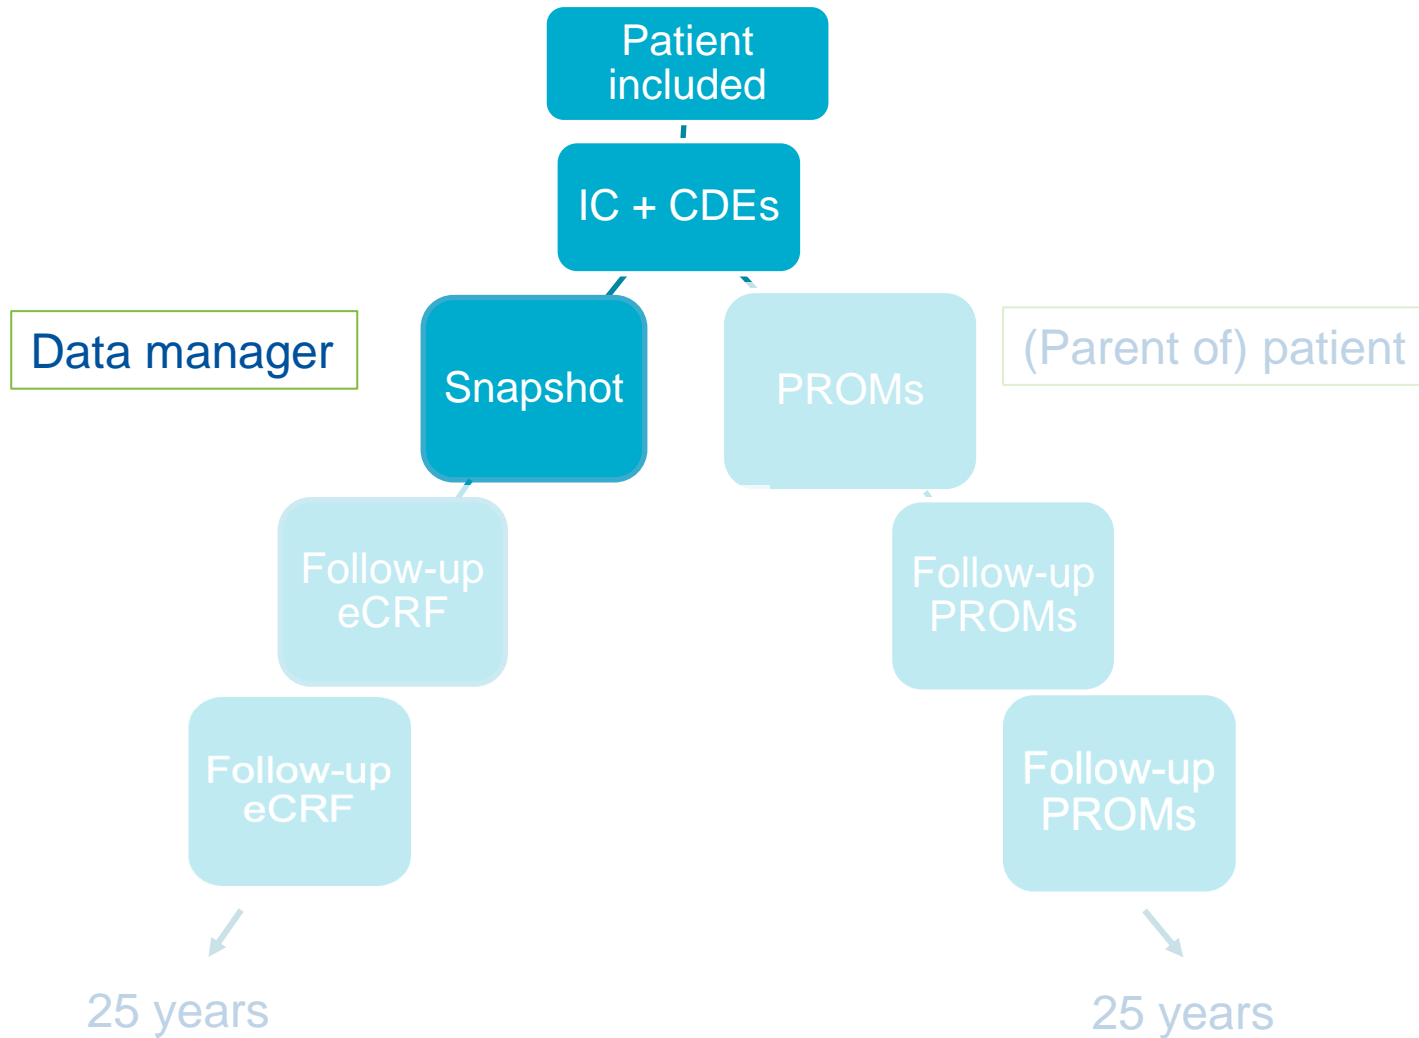 Patient
included
IC + CDEs
Data manager
Snapshot
PROMs
(Parent of) patient
Follow-up
eCRF
Follow-up
PROMs
Follow-up
eCRF
Follow-up
PROMs
25 years
25 years